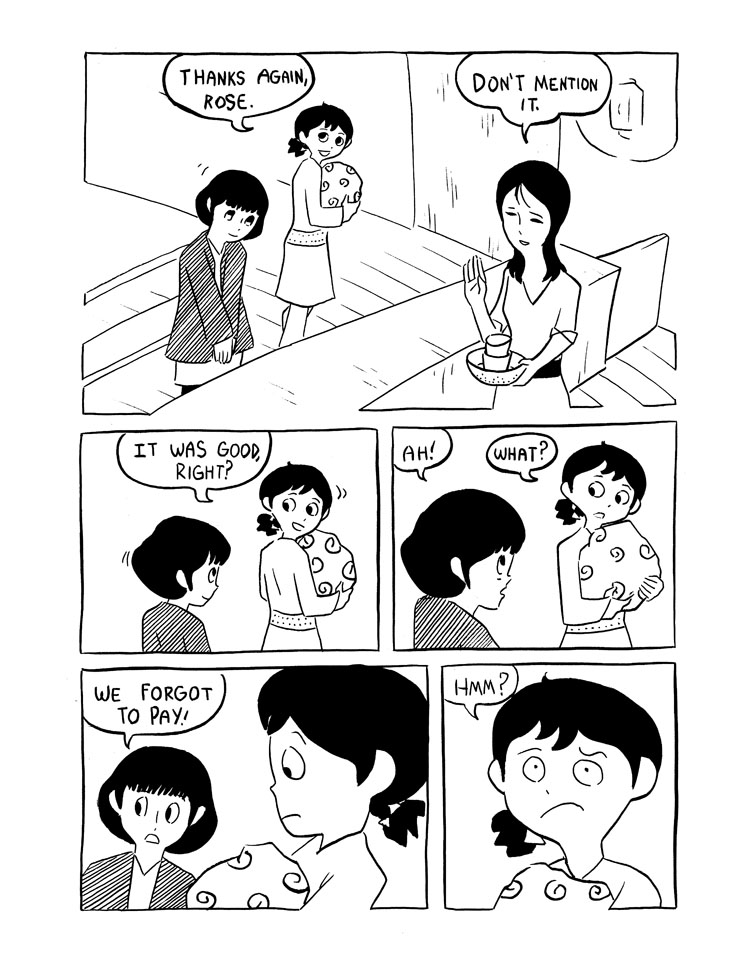 THANKS AGAIN,
ROSE.
DON'T MENTION
IT.
IT WAS GOOD,
RIGHT?
AH!
WHAT?
WE FORGOT
TO PAY!
HMM?